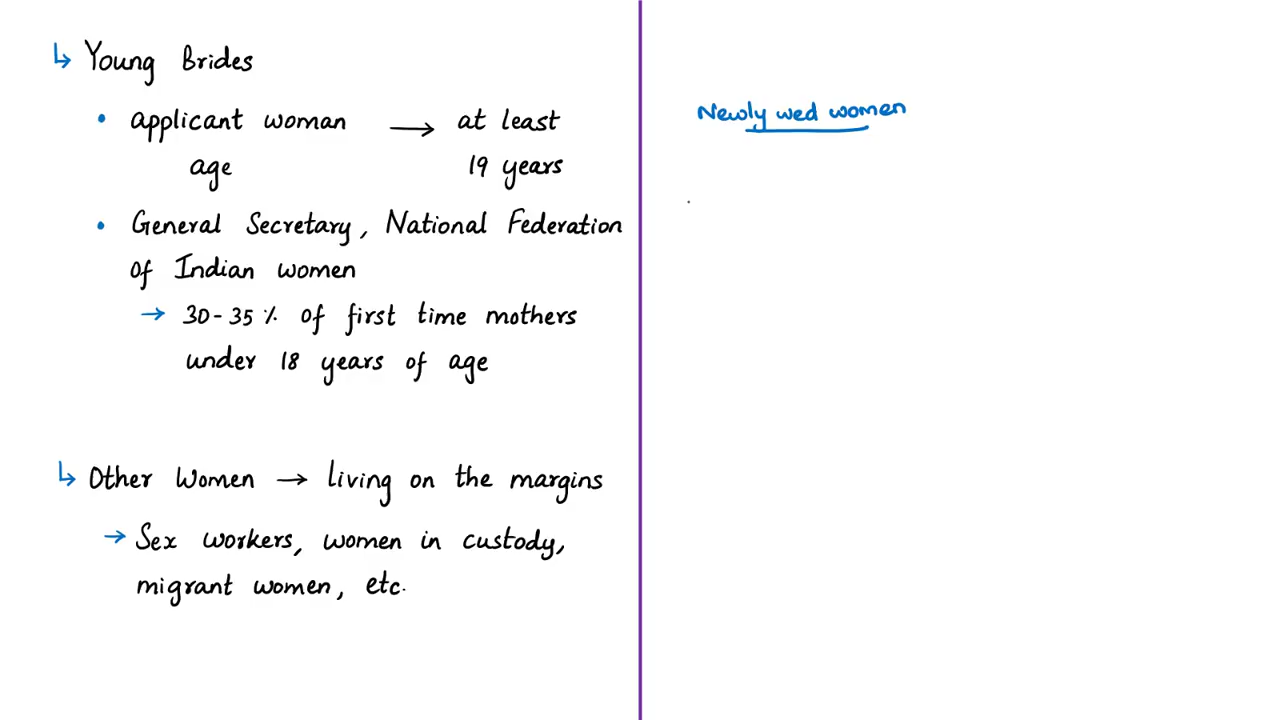 ↳ Young Brides
• applicant woman → at least
age 19 years
• General Secretary, National Federation
of Indian women
→ 30-35% of first time mothers
under 18 years of age
↳ Other Women → living on the margins
→ Sex workers, women in custody,
migrant women, etc.
Newly wed women